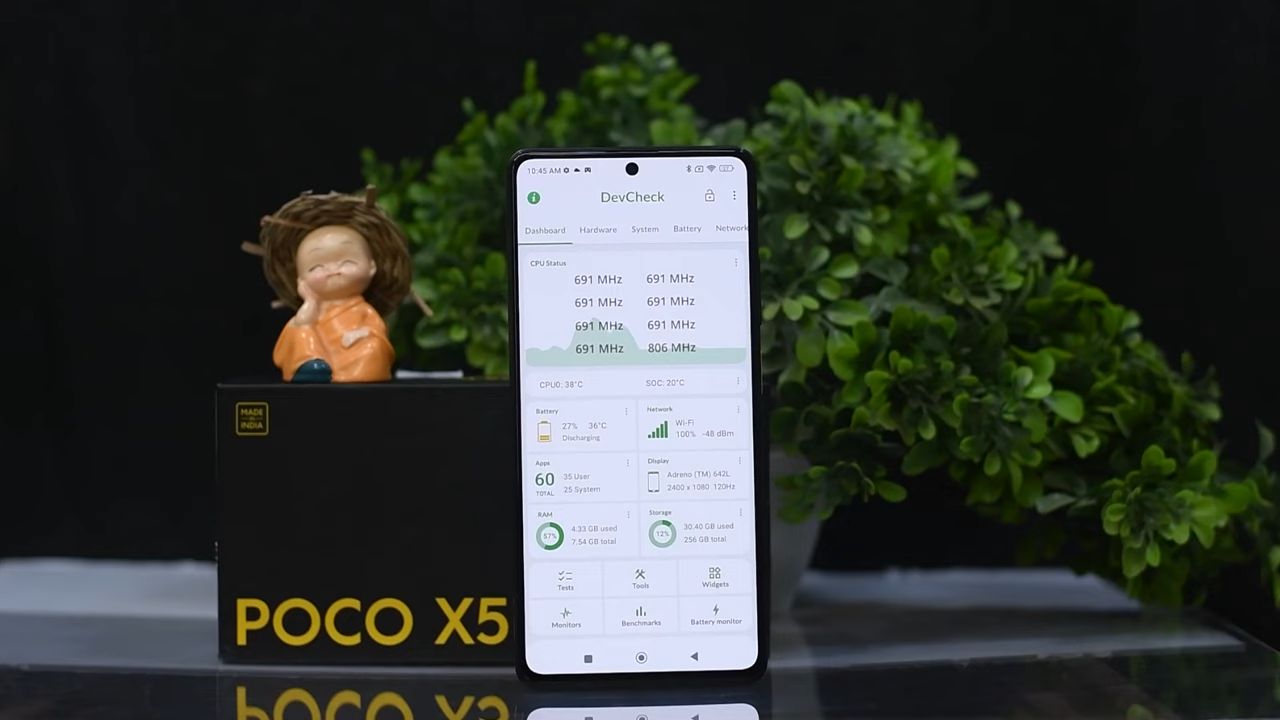 MADE
IN
INDIA
POCO X5
10:45 AM
DevCheck
Dashboard Hardware System Battery Network
CPU Status
691 MHz 691 MHz
691 MHz 691 MHz
691 MHz 691 MHz
691 MHz 806 MHz
CPU0: 38°C SOC: 20°C
Battery
27% 36°C
Discharging
Network
Wi-Fi
100% -48 dBm
Apps
60
TOTAL
35 User
25 System
Display
Adreno (TM) 642L
2400 x 1080 120Hz
RAM
57%
4.33 GB used
7.54 GB total
Storage
12%
30.40 GB used
256 GB total
Tests Tools Widgets
Monitors Benchmarks Battery monitor